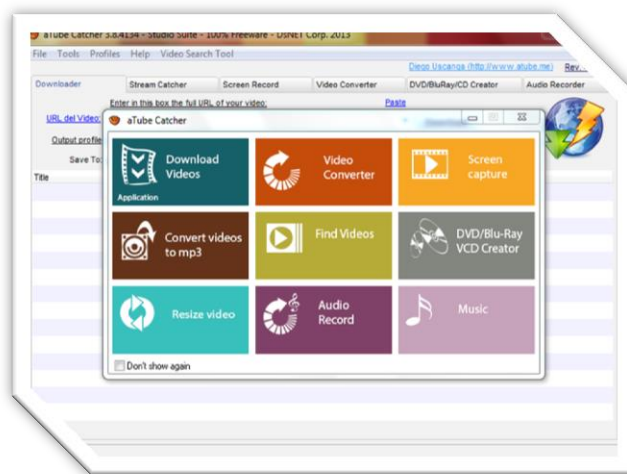 aTube Catcher 3.8.4134 - Studio Suite - 100% Freeware - DsNET Corp. 2013
File Tools Profiles Help Video Search Tool
Diego Uscanga (http://www.atube.me)
Downloader Stream Catcher Screen Record Video Converter DVD/BluRay/CD Creator Audio Recorder
Enter in this box the full URL of your video: Paste
URL del Video:
Output profile
Save To:
Title
aTube Catcher
Download
Videos
Application
Video
Converter
Screen
capture
Convert videos
to mp3
Find Videos
DVD/Blu-Ray
VCD Creator
Resize video
Audio
Record
Music
Don't show again